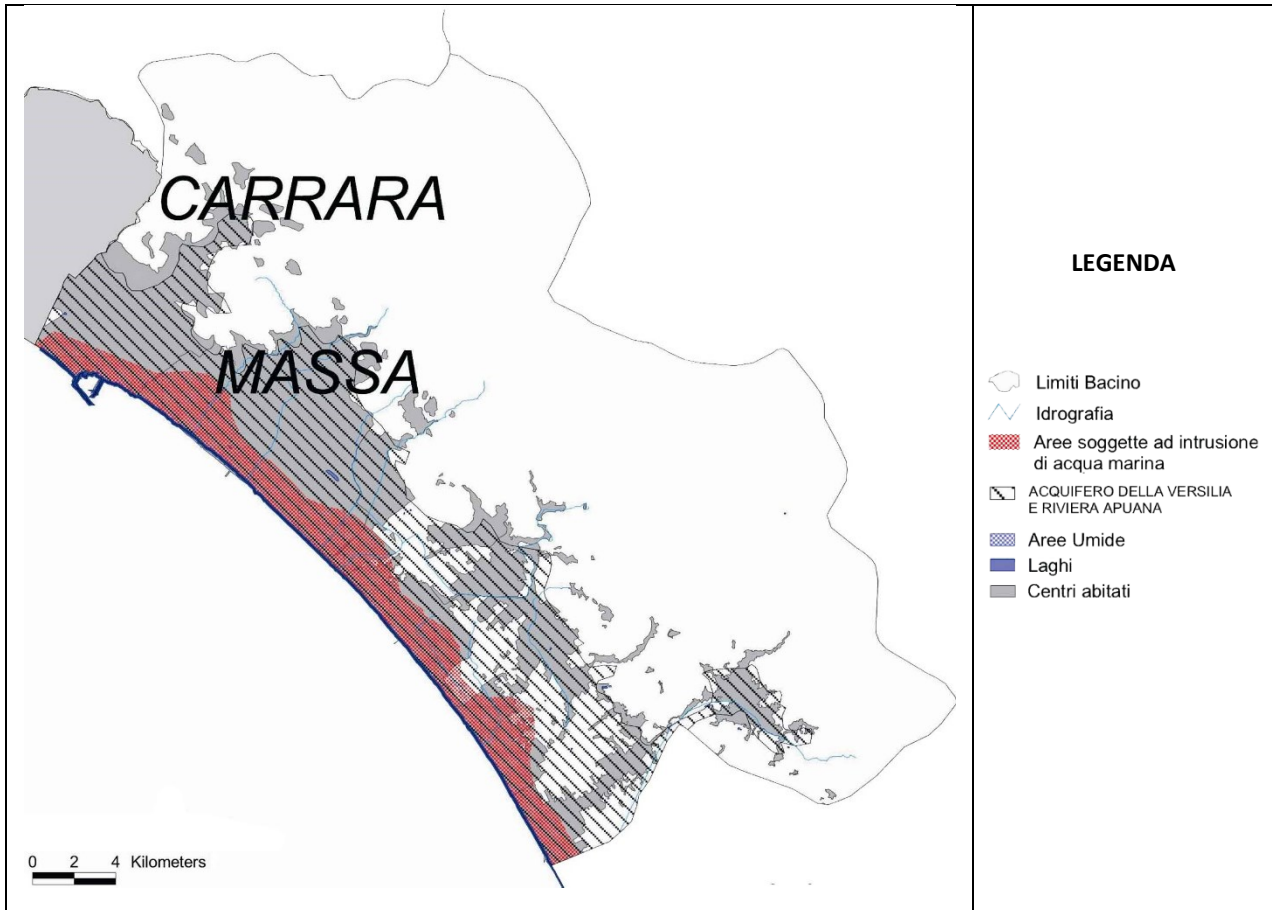 CARRARA
MASSA
0 2 4 Kilometers
LEGENDA
Limiti Bacino
Idrografia
Aree soggette ad intrusione
di acqua marina
ACQUIFERO DELLA VERSILIA
E RIVIERA APUANA
Aree Umide
Laghi
Centri abitati